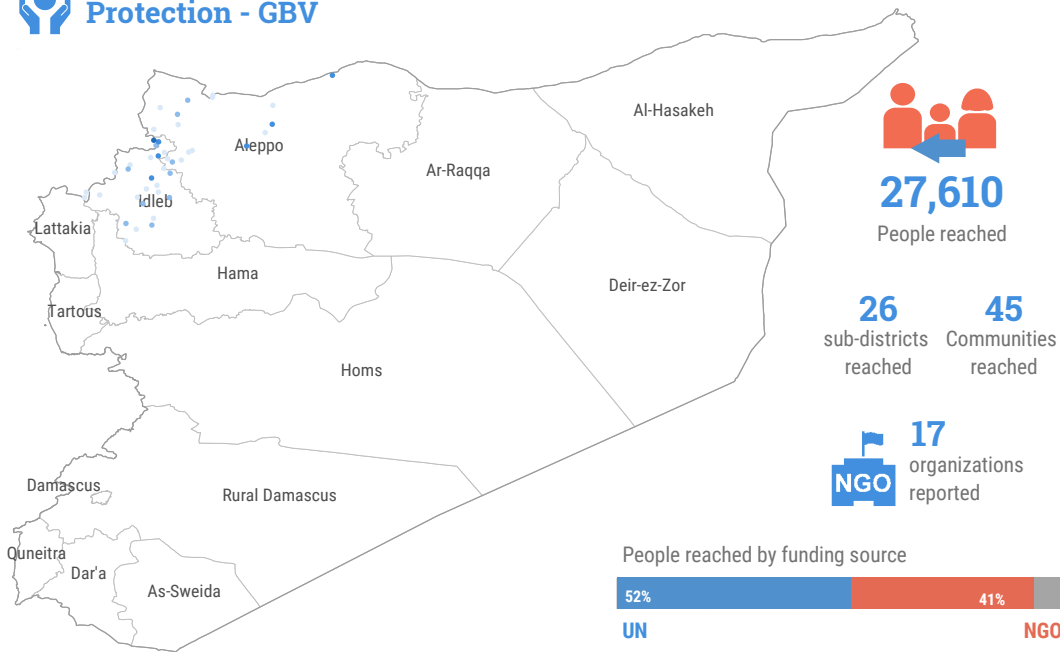 Protection - GBV
Al-Hasakeh
Aleppo
Ar-Raqqa
Idleb
Lattakia
Hama
Deir-ez-Zor
Tartous
Homs
Damascus
Rural Damascus
Quneitra
Dar'a
As-Sweida
27,610
People reached
26
sub-districts
reached
45
Communities
reached
17
organizations
reported
NGO
People reached by funding source
52%
41%
UN
NGO